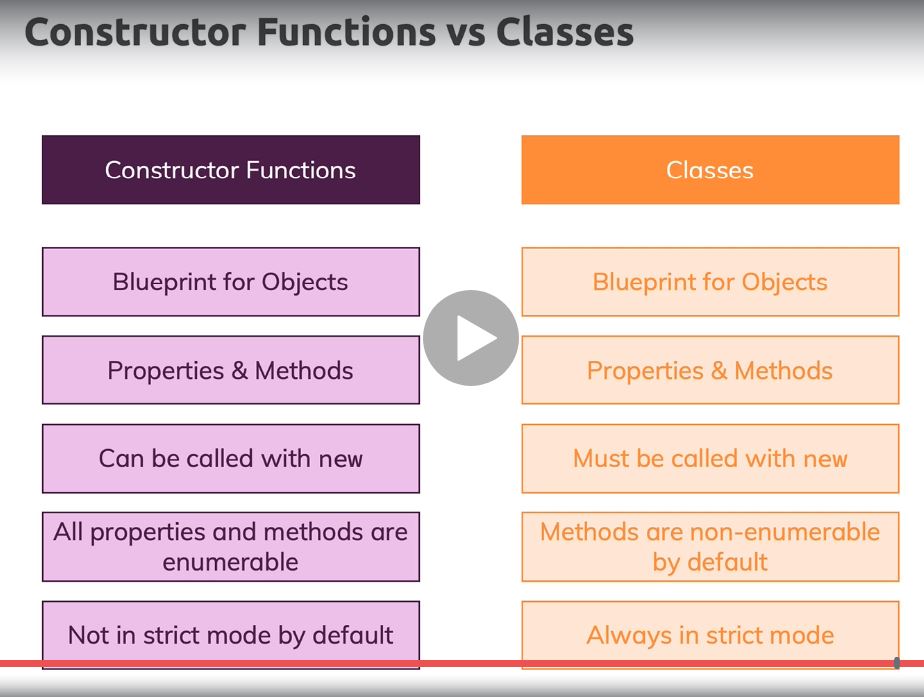 Constructor Functions vs Classes
Constructor Functions
Classes
Blueprint for Objects
Blueprint for Objects
Properties & Methods
Properties & Methods
Can be called with new
Must be called with new
All properties and methods are
enumerable
Methods are non-enumerable
by default
Not in strict mode by default
Always in strict mode